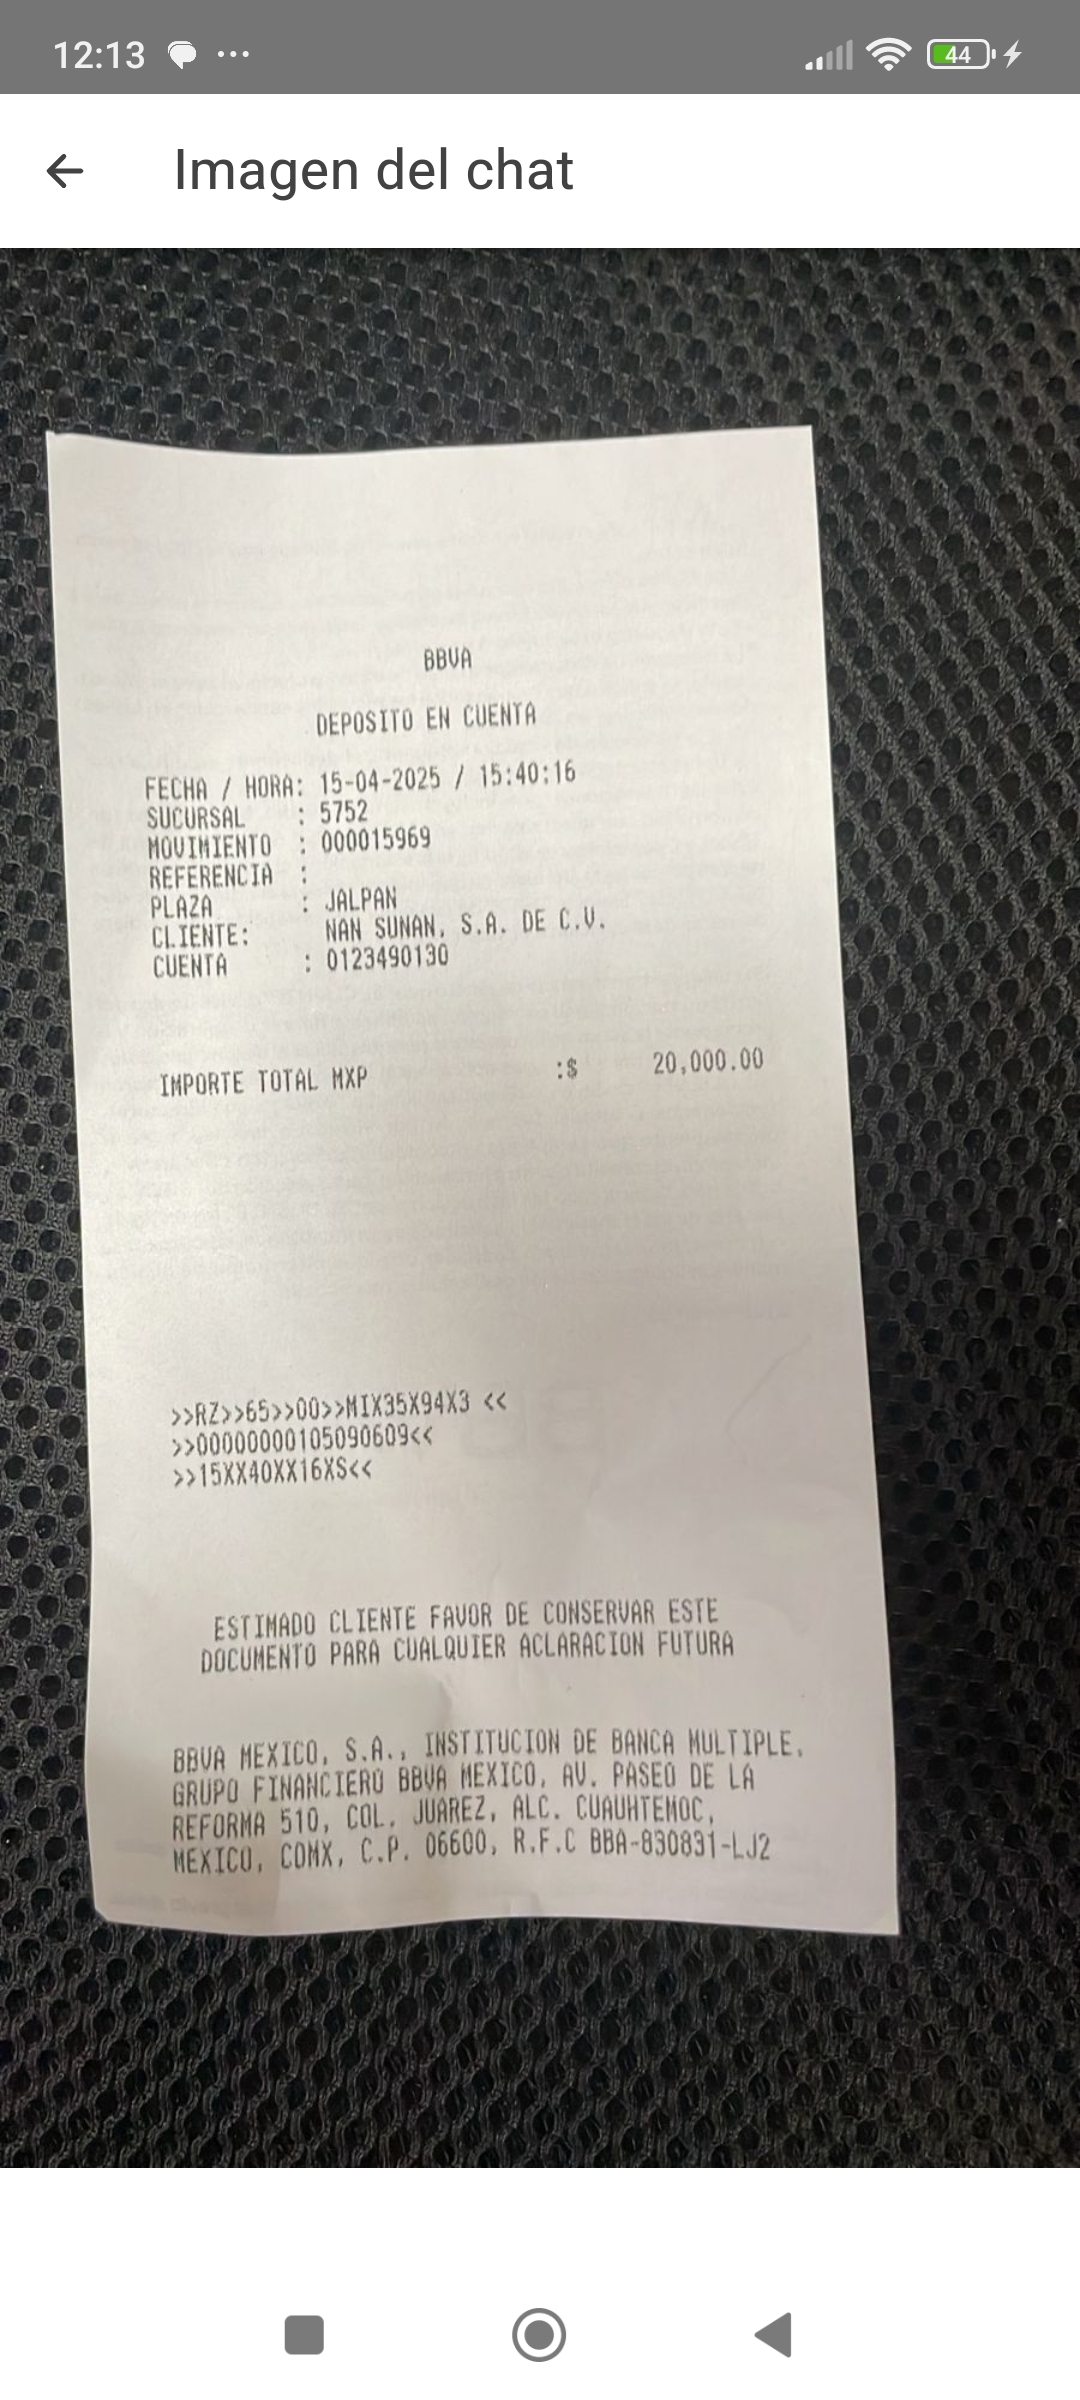 12:13
44
Imagen del chat
BBVA
DEPOSITO EN CUENTA
FECHA / HORA: 15-04-2025 / 15:40:16
SUCURSAL : 5752
MOVIMIENTO : 000015969
REFERENCIA :
PLAZA : JALPAN
CLIENTE: NAN SUNAN, S.A. DE C.V.
CUENTA : 0123490130
IMPORTE TOTAL MXP :$ 20,000.00
>>RZ>>65>>00>>MIX35X94X3 <<
>>00000000105090609<<
>>15XX40XX16XS<<
ESTIMADO CLIENTE FAVOR DE CONSERVAR ESTE
DOCUMENTO PARA CUALQUIER ACLARACION FUTURA
BBVA MEXICO, S.A., INSTITUCION DE BANCA MULTIPLE,
GRUPO FINANCIERO BBVA MEXICO, AV. PASEO DE LA
REFORMA 510, COL. JUAREZ, ALC. CUAUHTEMOC,
MEXICO, CDMX, C.P. 06600, R.F.C BBA-830831-LJ2